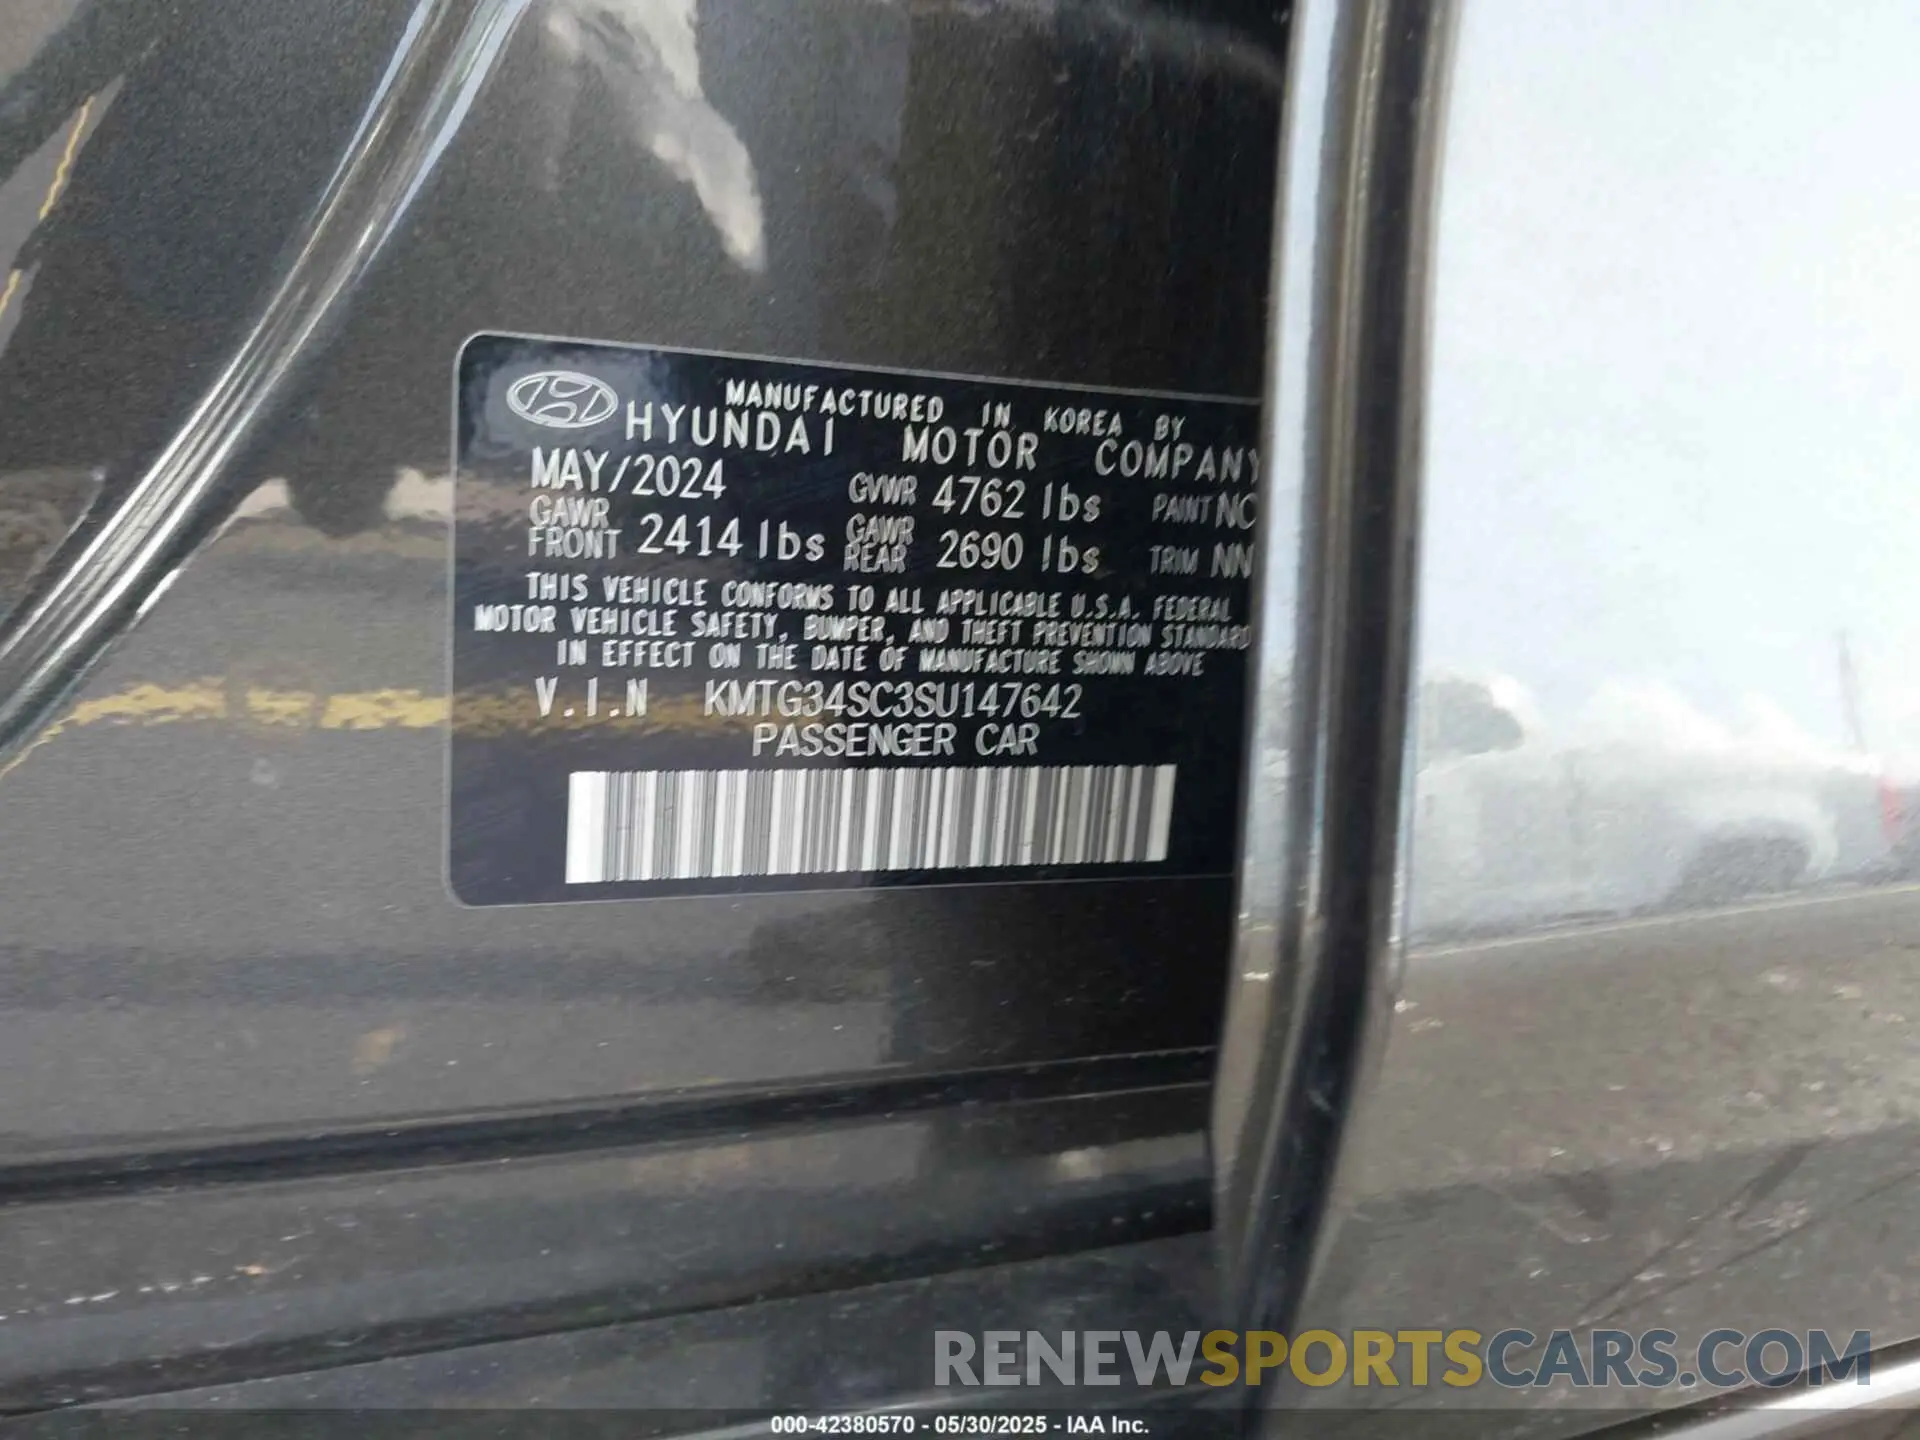 MANUFACTURED IN KOREA BY
HYUNDAI MOTOR COMPANY
MAY/2024 GVWR 4762 lbs PAINT NC
GAWR FRONT 2414 lbs GAWR REAR 2690 lbs TRIM NN
THIS VEHICLE CONFORMS TO ALL APPLICABLE U.S.A. FEDERAL
MOTOR VEHICLE SAFETY, BUMPER, AND THEFT PREVENTION STANDARD
IN EFFECT ON THE DATE OF MANUFACTURE SHOWN ABOVE
V.I.N KMTG34SC3SU147642
PASSENGER CAR
RENEWSPORTSCARS.COM
000-42380570 - 05/30/2025 - IAA Inc.